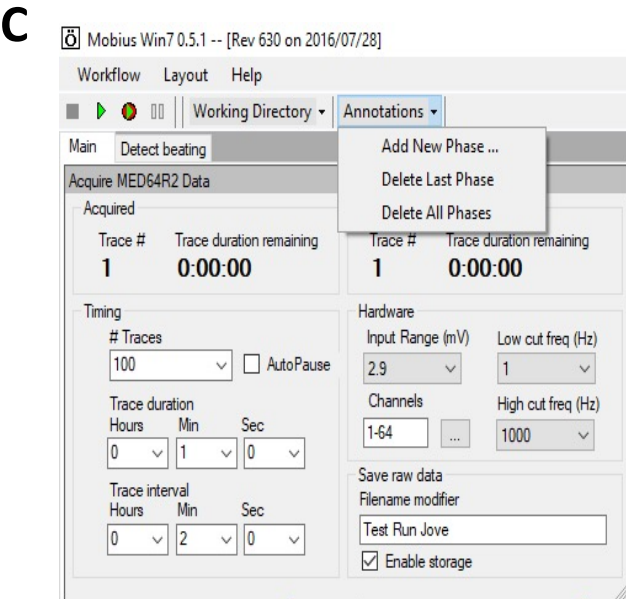 C
Mobius Win7 0.5.1 -- [Rev 630 on 2016/07/28]
Workflow Layout Help
Working Directory Annotations
Add New Phase ...
Delete Last Phase
Delete All Phases
Main Detect beating
Acquire MED64R2 Data
Acquired
Trace # Trace duration remaining
1 0:00:00
Trace # Trace duration remaining
1 0:00:00
Timing
# Traces
100 AutoPause
Trace duration
Hours Min Sec
0 1 0
Trace interval
Hours Min Sec
0 2 0
Hardware
Input Range (mV) Low cut freq (Hz)
2.9 1
Channels High cut freq (Hz)
1-64 ... 1000
Save raw data
Filename modifier
Test Run Jove
Enable storage